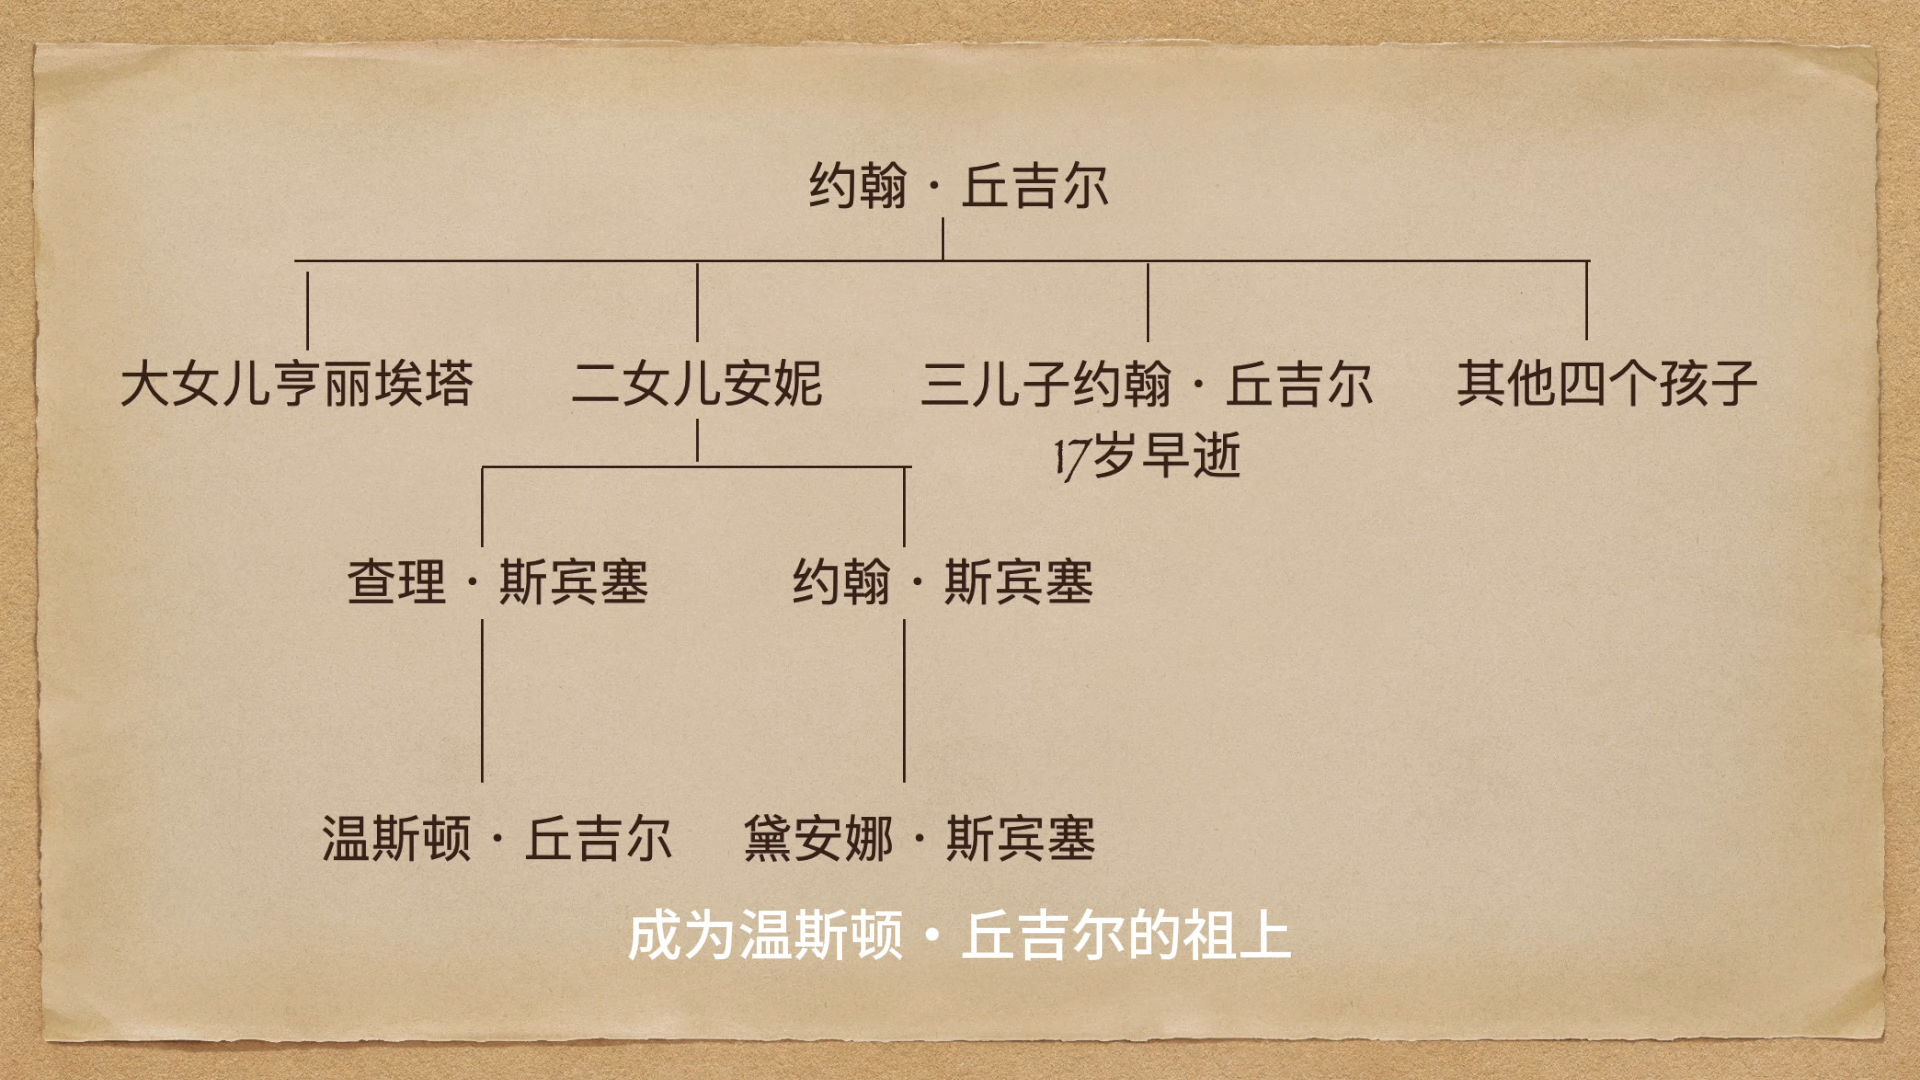 约翰·丘吉尔
大女儿亨丽埃塔 二女儿安妮 三儿子约翰·丘吉尔 其他四个孩子
17岁早逝
查理·斯宾塞 约翰·斯宾塞
温斯顿·丘吉尔 黛安娜·斯宾塞
成为温斯顿·丘吉尔的祖上